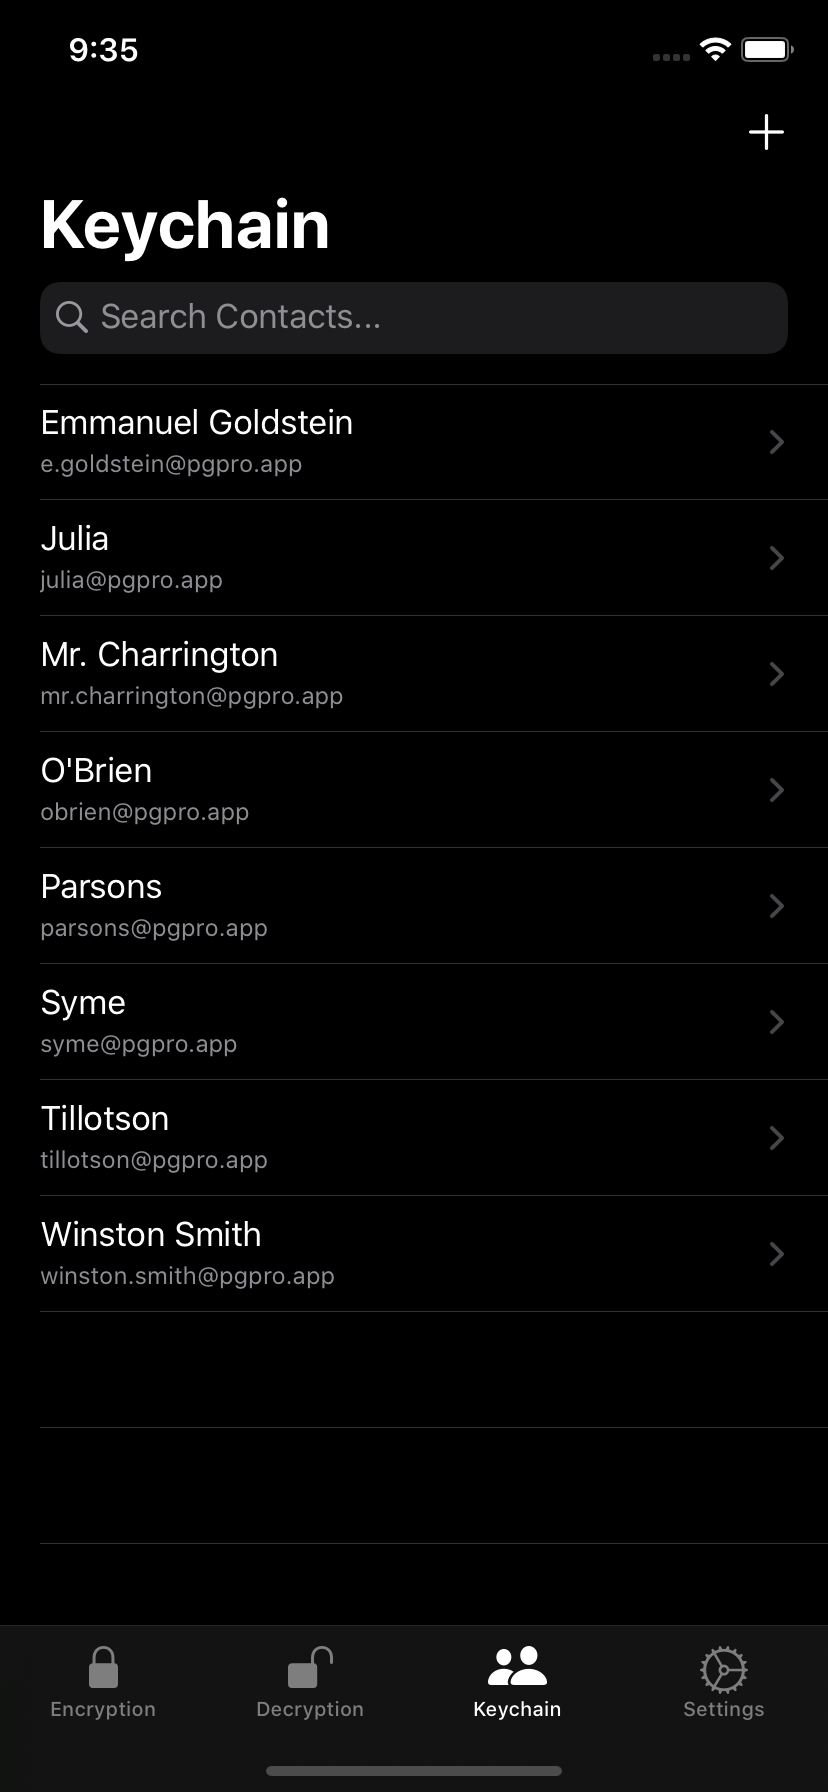 9:35
Keychain
Search Contacts...
Emmanuel Goldstein
e.goldstein@pgpro.app
Julia
julia@pgpro.app
Mr. Charrington
mr.charrington@pgpro.app
O'Brien
obrien@pgpro.app
Parsons
parsons@pgpro.app
Syme
syme@pgpro.app
Tillotson
tillotson@pgpro.app
Winston Smith
winston.smith@pgpro.app
Encryption
Decryption
Keychain
Settings